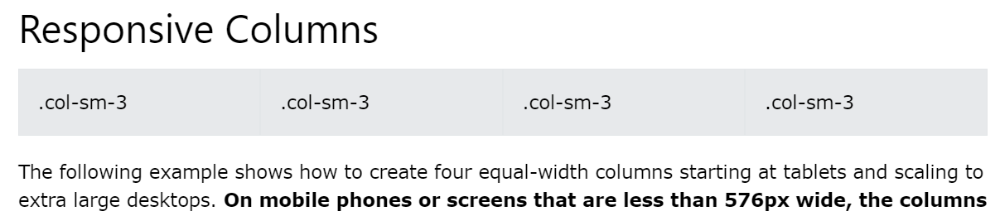 Responsive Columns
.col-sm-3 .col-sm-3 .col-sm-3 .col-sm-3
The following example shows how to create four equal-width columns starting at tablets and scaling to
extra large desktops. On mobile phones or screens that are less than 576px wide, the columns